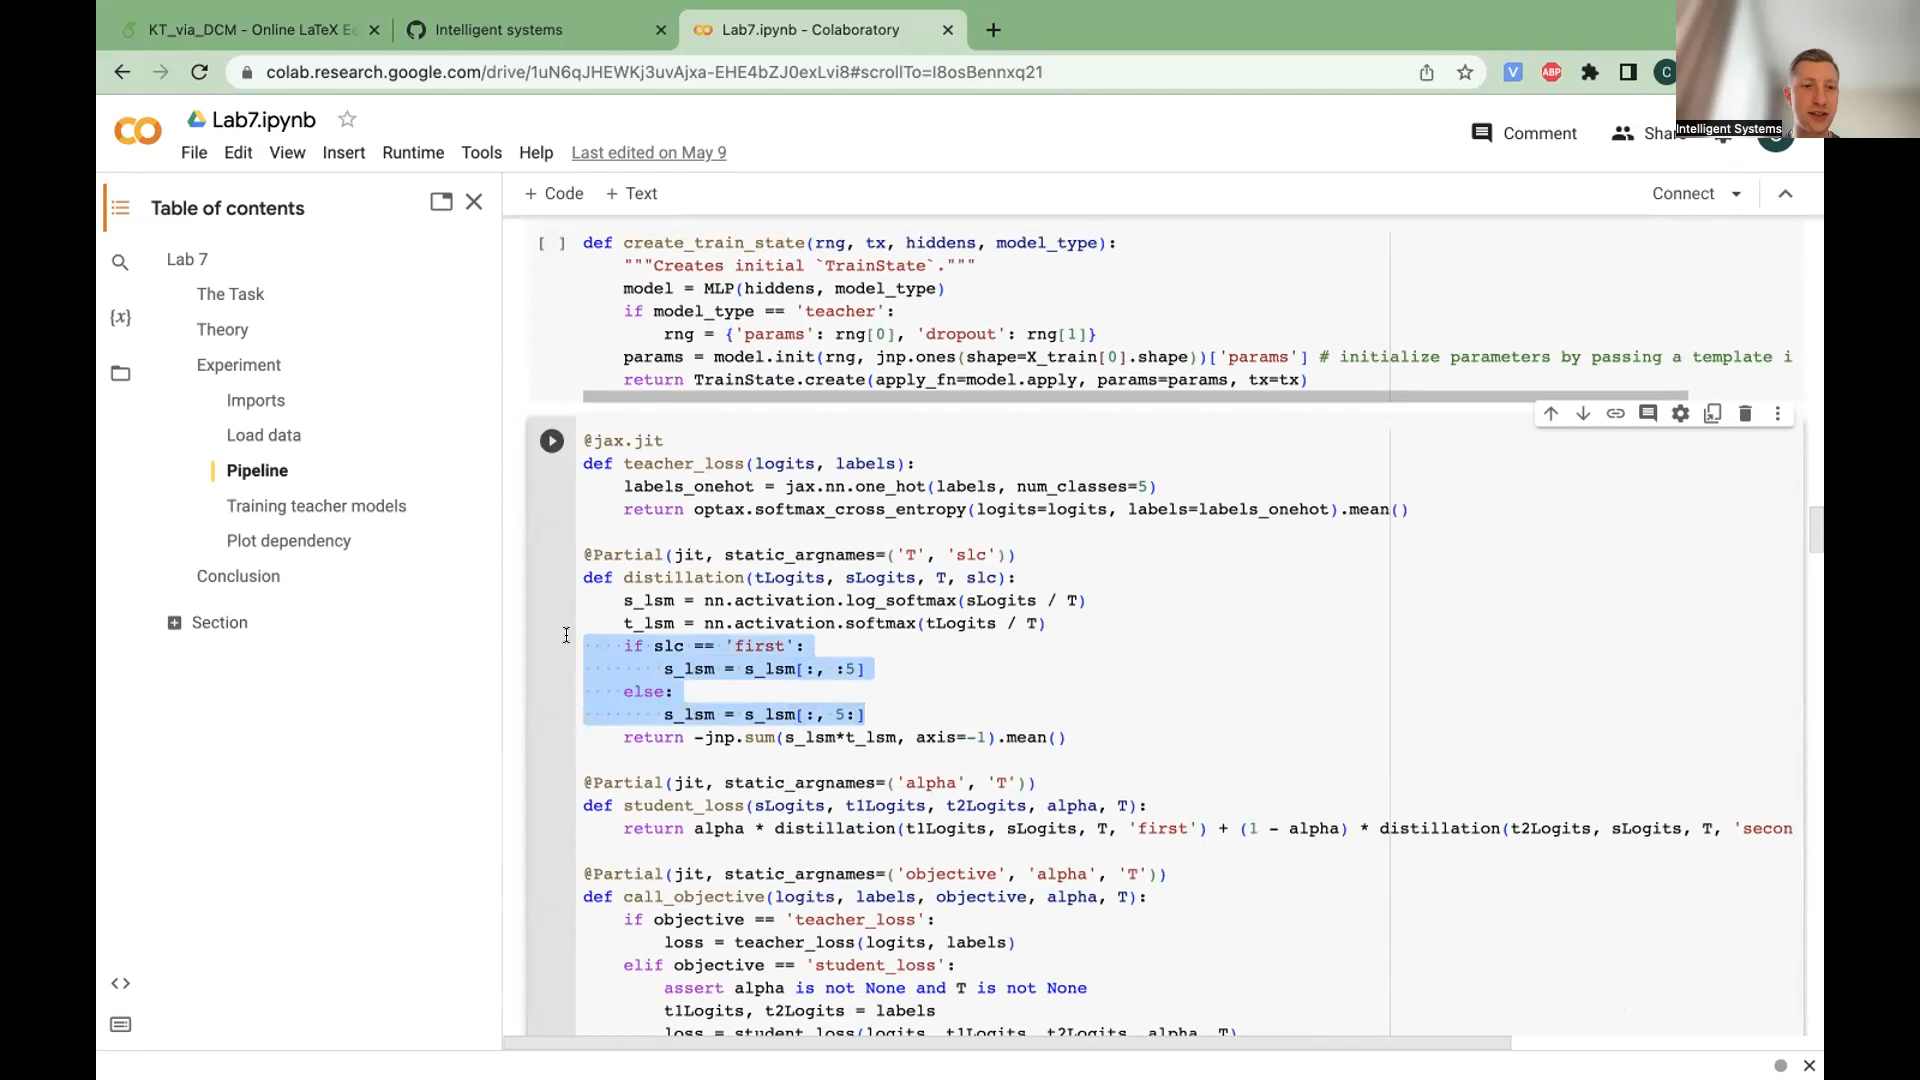 KT_via_DCM - Online LaTeX E
Intelligent systems
Lab7.ipynb - Colaboratory
colab.research.google.com/drive/1uN6qJHEWKj3uvAjxa-EHE4bZJ0exLvi8#scrollTo=I8osBennxq21
V
ABP
C
Intelligent Systems
Lab7.ipynb
File Edit View Insert Runtime Tools Help Last edited on May 9
Comment
Share
+ Code + Text
Connect
Table of contents
Lab 7
The Task
Theory
Experiment
Imports
Load data
Pipeline
Training teacher models
Plot dependency
Conclusion
Section
{x}
[ ]
def create_train_state(rng, tx, hiddens, model_type):
"""Creates initial `TrainState`."""
model = MLP(hiddens, model_type)
if model_type == 'teacher':
rng = {'params': rng[0], 'dropout': rng[1]}
params = model.init(rng, jnp.ones(shape=X_train[0].shape))['params'] # initialize parameters by passing a template i
return TrainState.create(apply_fn=model.apply, params=params, tx=tx)
@jax.jit
def teacher_loss(logits, labels):
labels_onehot = jax.nn.one_hot(labels, num_classes=5)
return optax.softmax_cross_entropy(logits=logits, labels=labels_onehot).mean()
@Partial(jit, static_argnames=('T', 'slc'))
def distillation(tLogits, sLogits, T, slc):
s_lsm = nn.activation.log_softmax(sLogits / T)
t_lsm = nn.activation.softmax(tLogits / T)
if slc == 'first':
s_lsm = s_lsm[:, :5]
else:
s_lsm = s_lsm[:, 5:]
return -jnp.sum(s_lsm*t_lsm, axis=-1).mean()
@Partial(jit, static_argnames=('alpha', 'T'))
def student_loss(sLogits, t1Logits, t2Logits, alpha, T):
return alpha * distillation(t1Logits, sLogits, T, 'first') + (1 - alpha) * distillation(t2Logits, sLogits, T, 'secon
@Partial(jit, static_argnames=('objective', 'alpha', 'T'))
def call_objective(logits, labels, objective, alpha, T):
if objective == 'teacher_loss':
loss = teacher_loss(logits, labels)
elif objective == 'student_loss':
assert alpha is not None and T is not None
t1Logits, t2Logits = labels
loss = student_loss(logits, t1Logits, t2Logits, alpha, T)